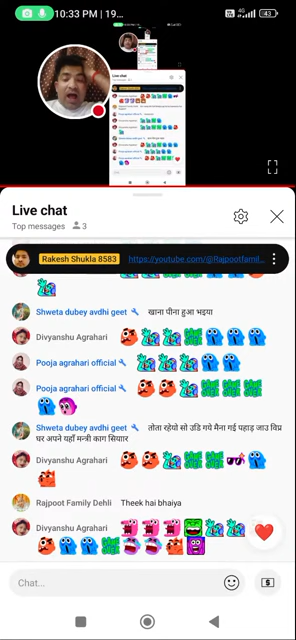 10:33 PM | 19...
4G
43
Live chat
Top messages 3
Rakesh Shukla 8583 https://youtube.com/@Rajpootfamil...
Shweta dubey avdhi geet खाना पीना हुआ भइया
Divyanshu Agrahari
Pooja agrahari official
Pooja agrahari official
Shweta dubey avdhi geet तोता रहेयो सो उडि गये मैना गई पहाड़ जाउ विप्र
घर अपने यहाँ मन्त्री काग सियार
Divyanshu Agrahari
Rajpoot Family Dehli Theek hai bhaiya
Divyanshu Agrahari
Chat...